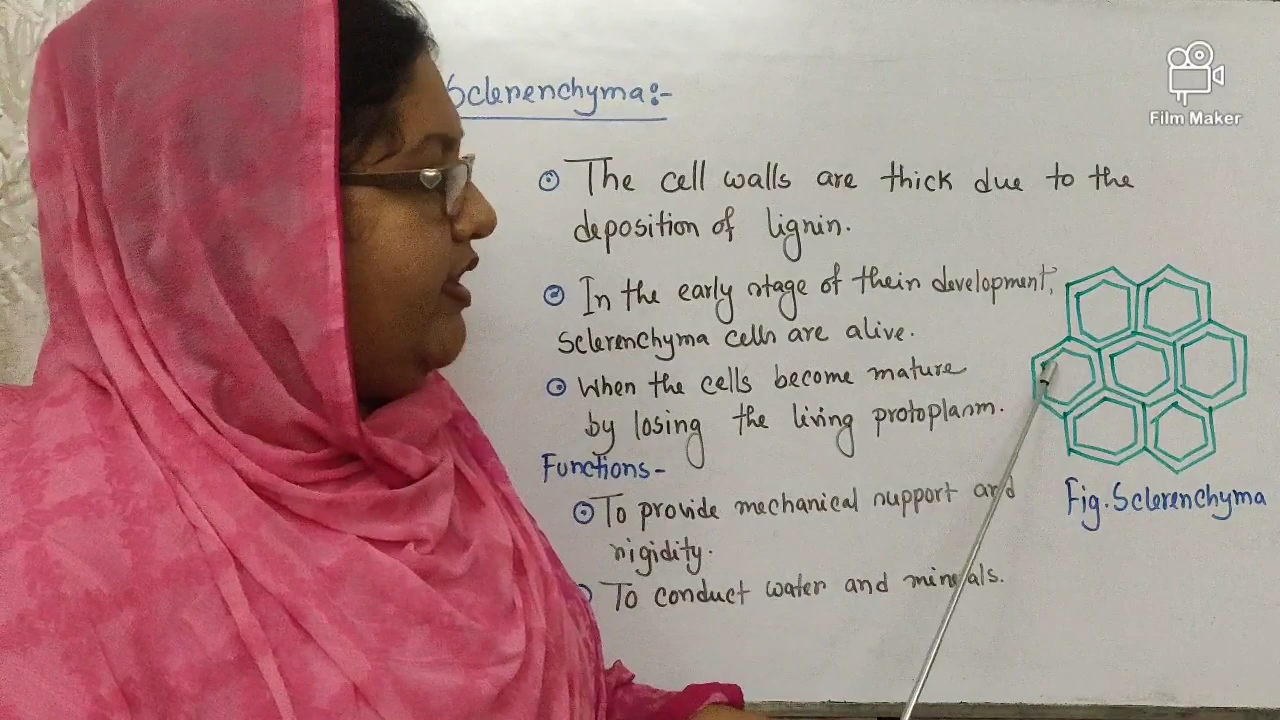 Sclerenchyma:-
The cell walls are thick due to the
deposition of lignin.
In the early stage of their development,
Sclerenchyma cells are alive.
When the cells become mature
by losing the living protoplasm.
Functions-
To provide mechanical support and
rigidity.
To conduct water and minerals.
Fig. Sclerenchyma
Film Maker